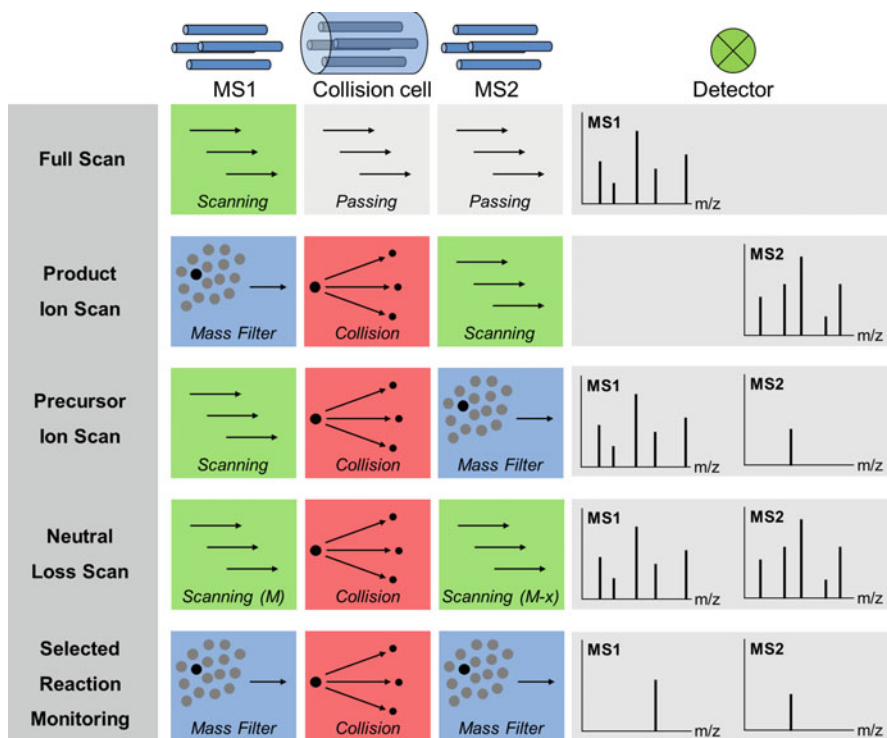 MS1
Collision cell
MS2
Detector
Full Scan
Scanning
Passing
Passing
MS1
m/z
Product
Ion Scan
Mass Filter
Collision
Scanning
MS2
m/z
Precursor
Ion Scan
Scanning
Collision
Mass Filter
MS1
m/z
MS2
m/z
Neutral
Loss Scan
Scanning (M)
Collision
Scanning (M-x)
MS1
m/z
MS2
m/z
Selected
Reaction
Monitoring
Mass Filter
Collision
Mass Filter
MS1
m/z
MS2
m/z